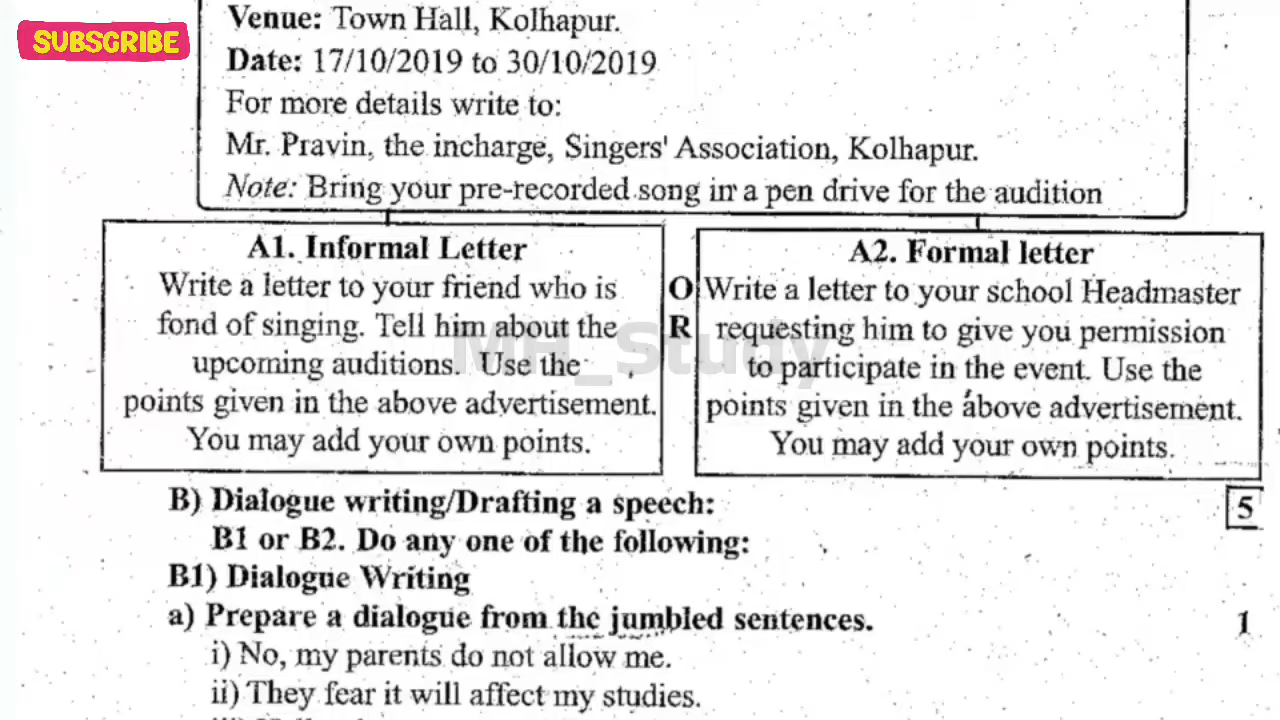 SUBSCRIBE
Venue: Town Hall, Kolhapur.
Date: 17/10/2019 to 30/10/2019
For more details write to:
Mr. Pravin, the incharge, Singers' Association, Kolhapur.
Note: Bring your pre-recorded song in a pen drive for the audition
A1. Informal Letter
Write a letter to your friend who is
fond of singing. Tell him about the
upcoming auditions. Use the
points given in the above advertisement.
You may add your own points.
O
R
A2. Formal letter
Write a letter to your school Headmaster
requesting him to give you permission
to participate in the event. Use the
points given in the above advertisement.
You may add your own points.
MH_Study
B) Dialogue writing/Drafting a speech:
5
B1 or B2. Do any one of the following:
B1) Dialogue Writing
a) Prepare a dialogue from the jumbled sentences.
1
i) No, my parents do not allow me.
ii) They fear it will affect my studies.